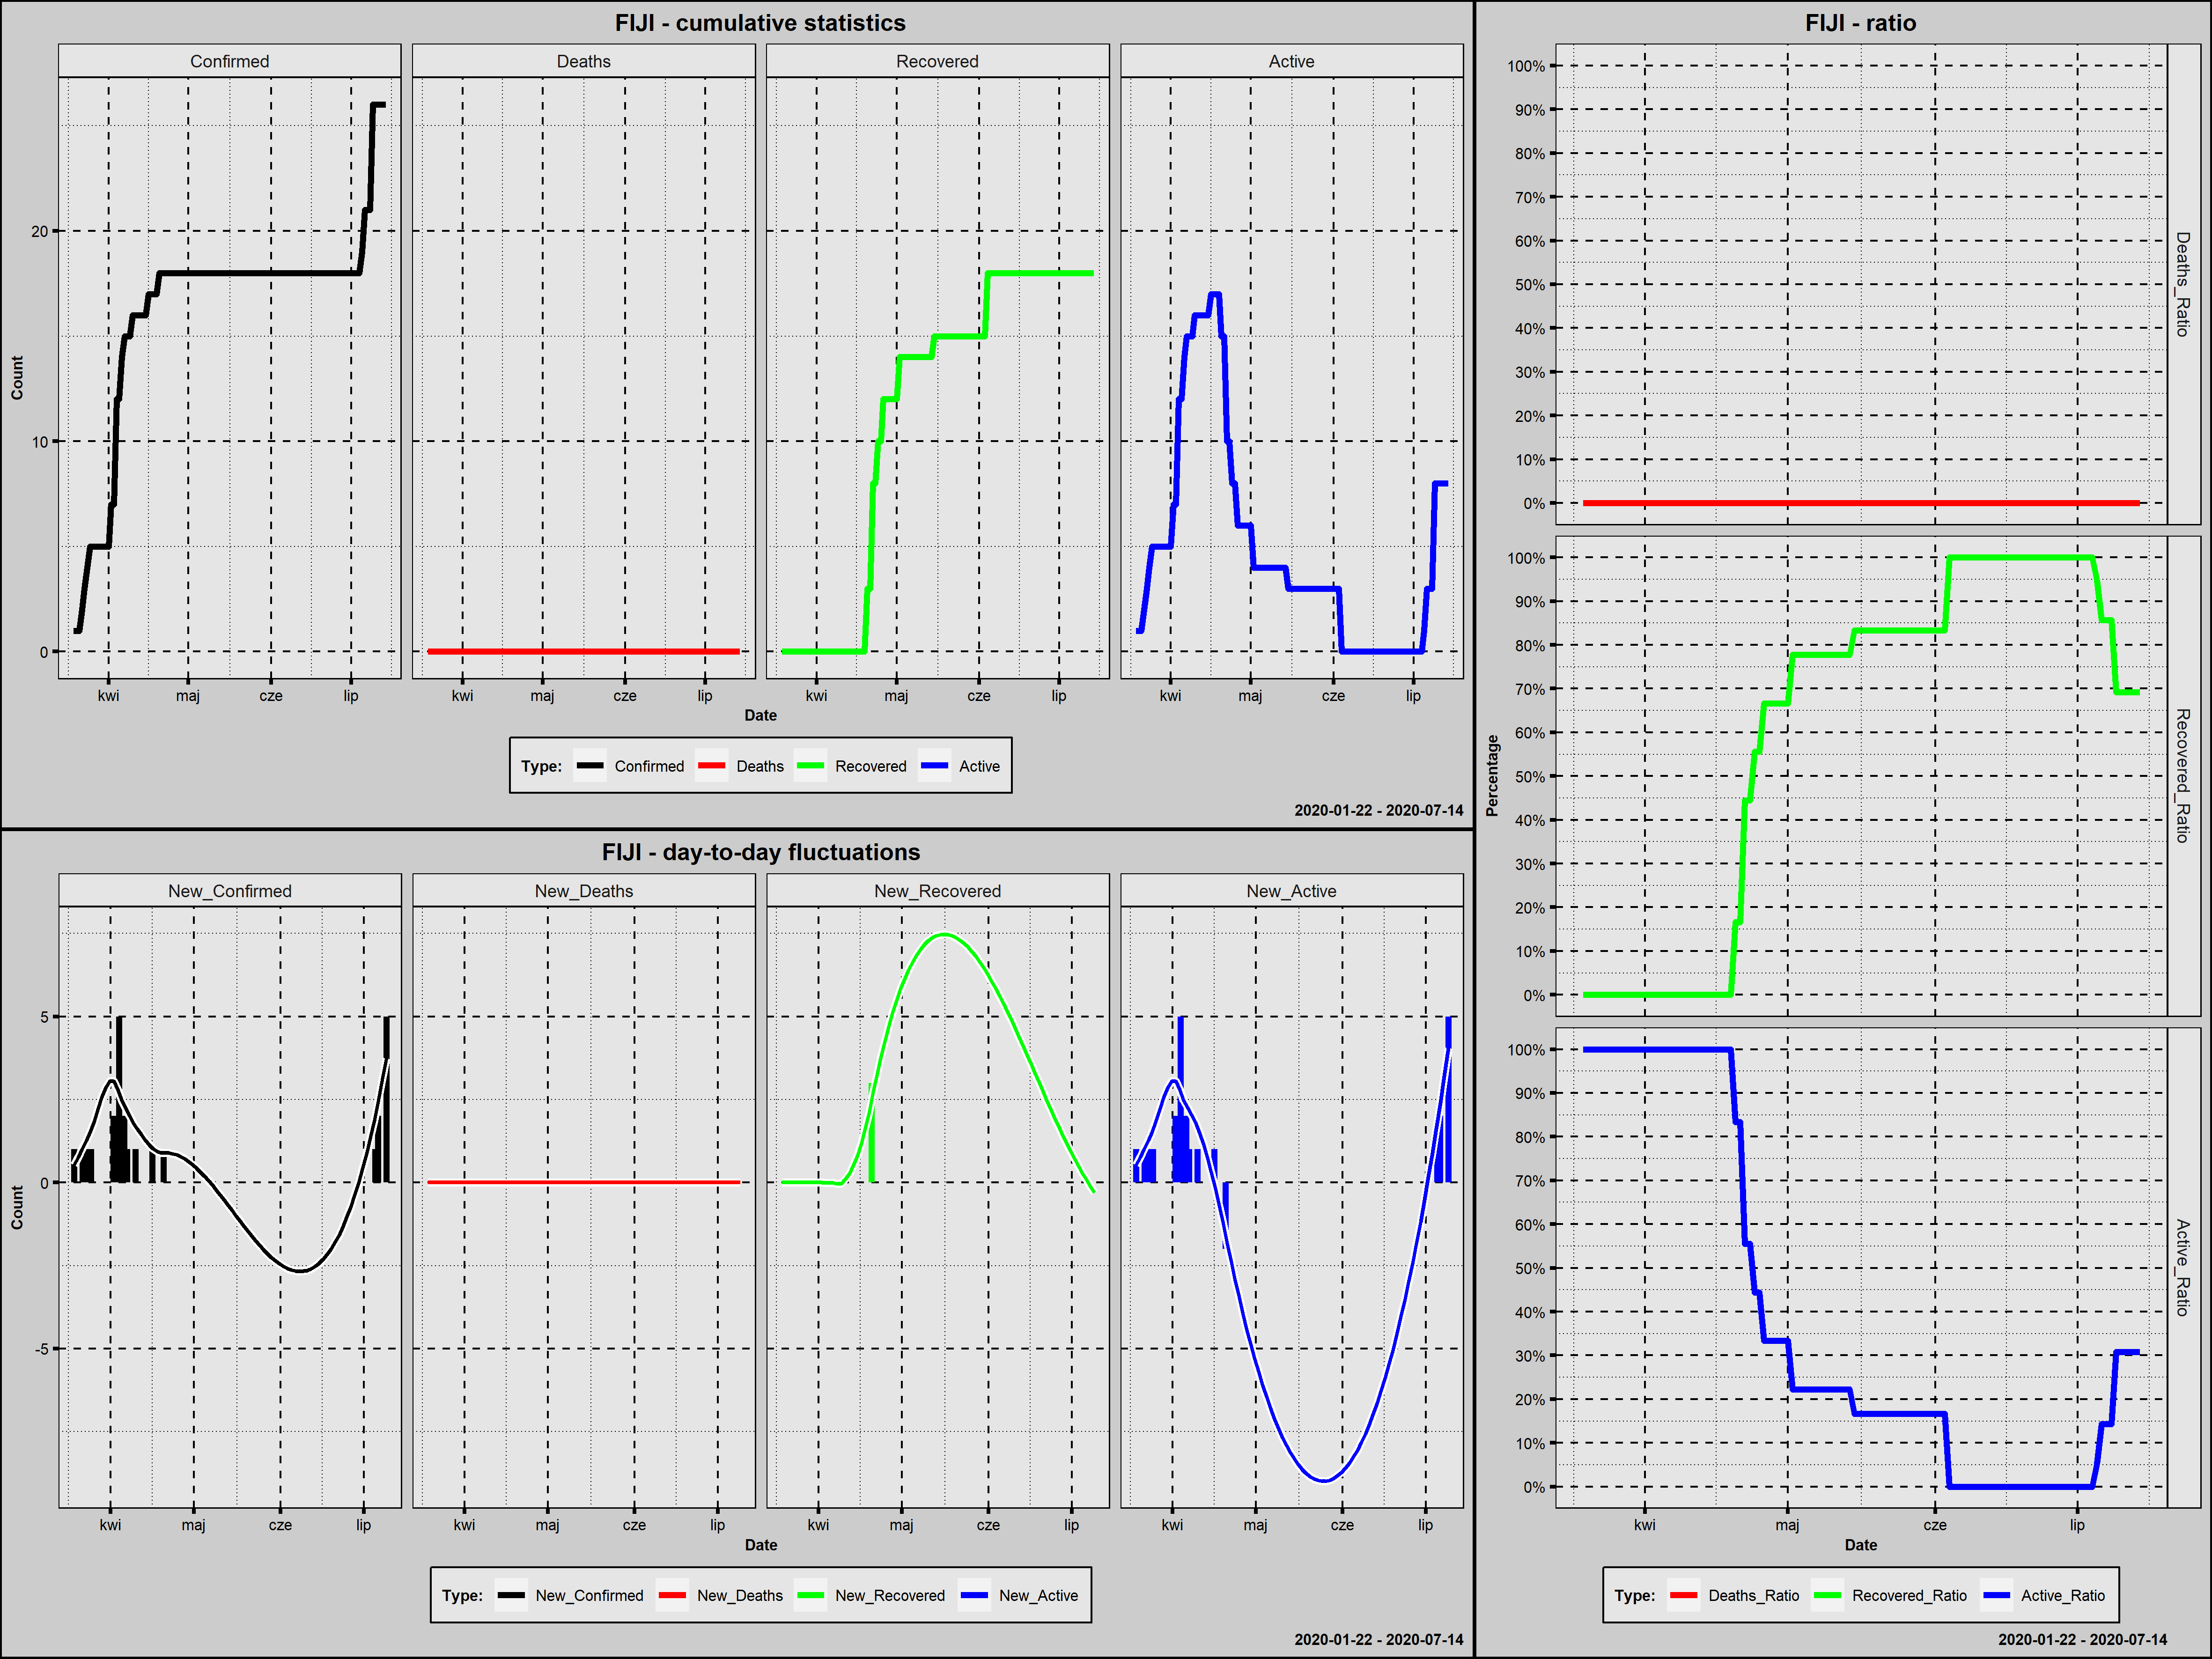 FIJI - cumulative statistics
Confirmed Deaths Recovered Active
Count
20
10
0
kwi maj cze lip kwi maj cze lip kwi maj cze lip kwi maj cze lip
Date
Type: Confirmed Deaths Recovered Active
2020-01-22 - 2020-07-14
FIJI - day-to-day fluctuations
New_Confirmed New_Deaths New_Recovered New_Active
Count
5
0
-5
kwi maj cze lip kwi maj cze lip kwi maj cze lip kwi maj cze lip
Date
Type: New_Confirmed New_Deaths New_Recovered New_Active
2020-01-22 - 2020-07-14
FIJI - ratio
Percentage
100%
90%
80%
70%
60%
50%
40%
30%
20%
10%
0%
Deaths_Ratio
100%
90%
80%
70%
60%
50%
40%
30%
20%
10%
0%
Recovered_Ratio
100%
90%
80%
70%
60%
50%
40%
30%
20%
10%
0%
Active_Ratio
kwi maj cze lip
Date
Type: Deaths_Ratio Recovered_Ratio Active_Ratio
2020-01-22 - 2020-07-14